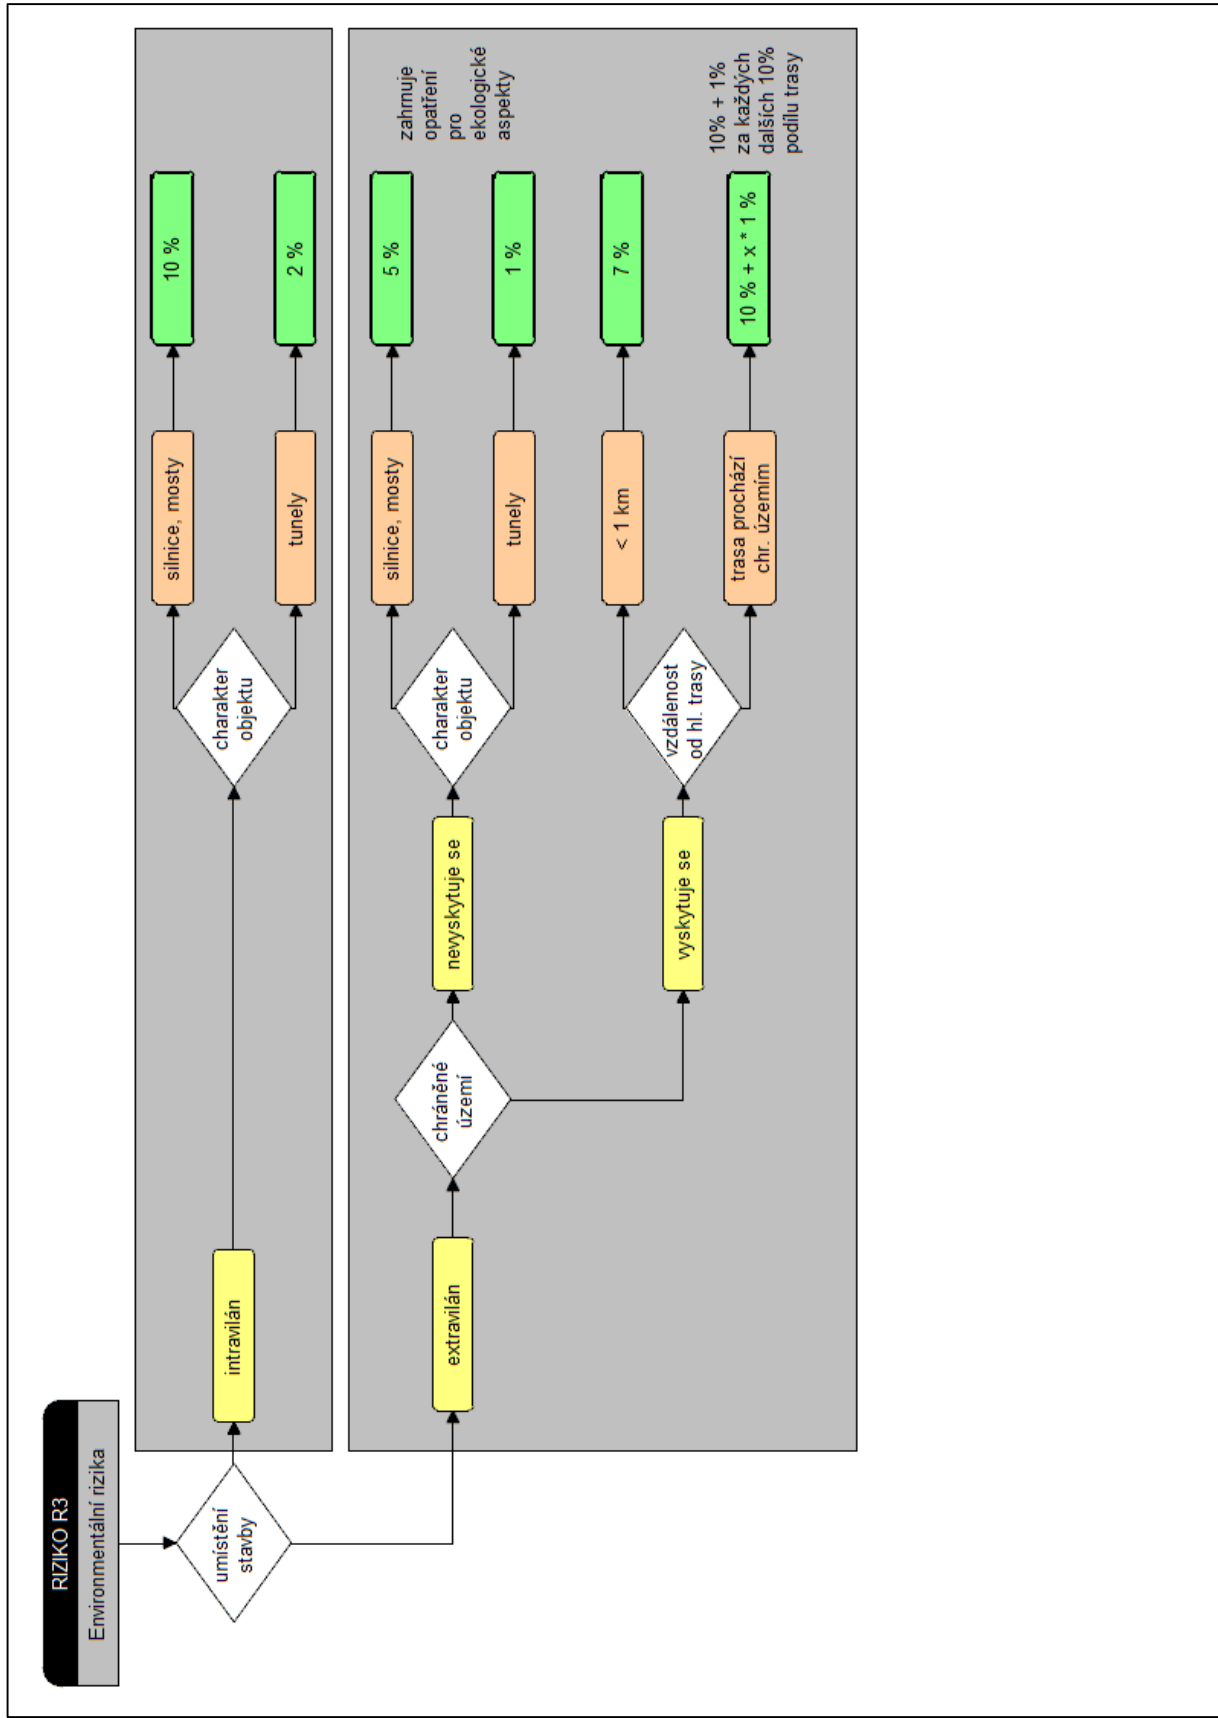 RIZIKO R3
Environmentální rizika
umístění
stavby
intravilán
charakter
objektu
silnice, mosty
10 %
tunely
2 %
extravilán
chráněné
území
nevyskytuje se
charakter
objektu
silnice, mosty
5 %
zahrnuje
opatření
pro
ekologické
aspekty
tunely
1 %
vyskytuje se
vzdálenost
od hl. trasy
< 1 km
7 %
trasa prochází
chr. územím
10 % + x * 1 %
10% + 1%
za každých
dalších 10%
podílu trasy